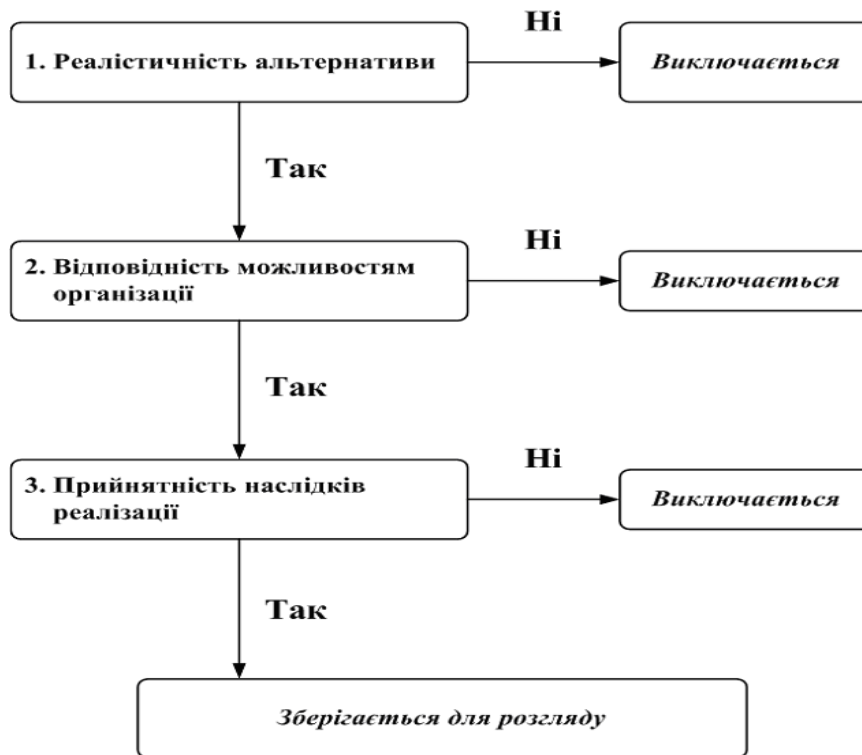 Ні
1. Реалістичність альтернативи
Виключається
Так
Ні
2. Відповідність можливостям
організації
Виключається
Так
Ні
3. Прийнятність наслідків
реалізації
Виключається
Так
Зберігається для розгляду